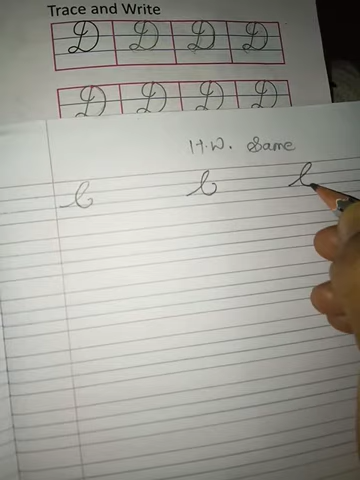 Trace and Write
D D D D
D D D D
H.W. Same
b b b